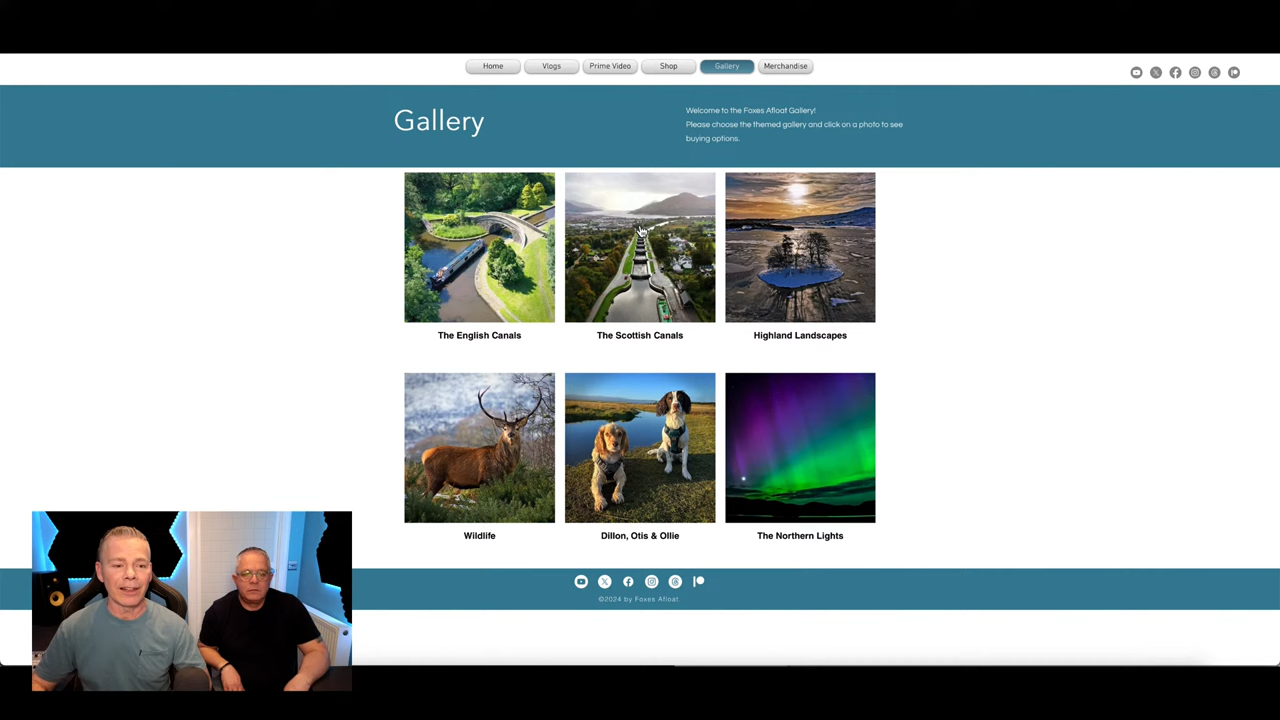 Home
Vlogs
Prime Video
Shop
Gallery
Merchandise
Gallery
Welcome to the Foxes Afloat Gallery!
Please choose the themed gallery and click on a photo to see
buying options.
The English Canals
The Scottish Canals
Highland Landscapes
Wildlife
Dillon, Otis & Ollie
The Northern Lights
©2024 by Foxes Afloat